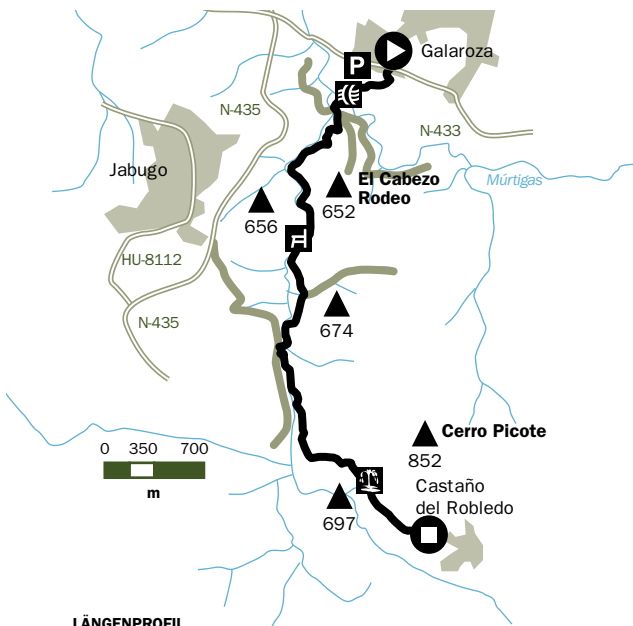 P
Galaroza
N-435
N-433
Jabugo
El Cabezo
Rodeo
Múrtigas
652
656
HU-8112
674
N-435
Cerro Picote
852
0 350 700
m
Castaño
del Robledo
697
LÄNGENPROFIL